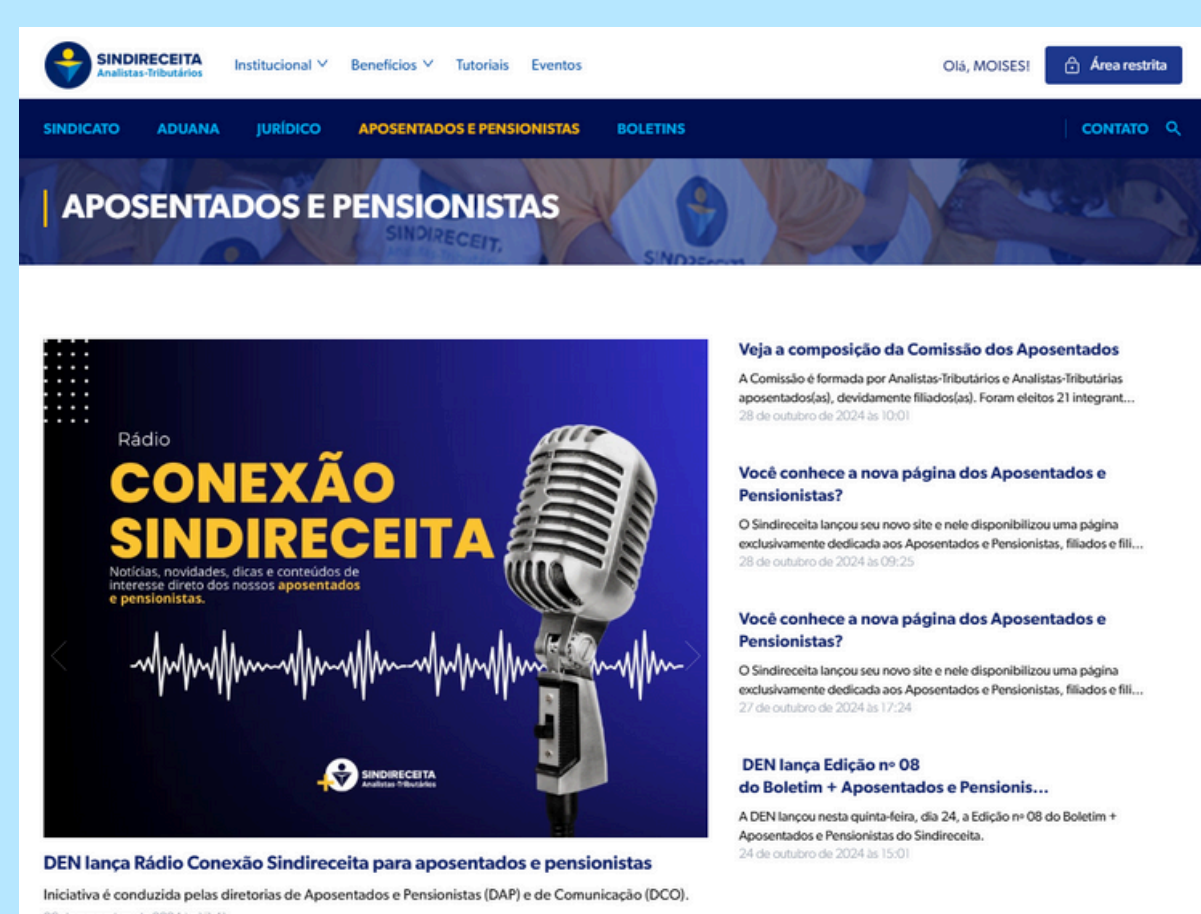 SINDIRECEITA
Analistas-Tributários
Institucional
Benefícios
Tutoriais
Eventos
Olá, MOISES!
Área restrita
SINDICATO
ADUANA
JURÍDICO
APOSENTADOS E PENSIONISTAS
BOLETINS
CONTATO
APOSENTADOS E PENSIONISTAS
SINDIRECEIT
Rádio
CONEXÃO
SINDIRECEITA
Notícias, novidades, dicas e conteúdos de
interesse direto dos nossos aposentados
e pensionistas.
SINDIRECEITA
Analistas-Tributários
DEN lança Rádio Conexão Sindireceita para aposentados e pensionistas
Iniciativa é conduzida pelas diretorias de Aposentados e Pensionistas (DAP) e de Comunicação (DCO).
Veja a composição da Comissão dos Aposentados
A Comissão é formada por Analistas-Tributários e Analistas-Tributárias
aposentados(as), devidamente filiados(as). Foram eleitos 21 integrant...
28 de outubro de 2024 às 10:01
Você conhece a nova página dos Aposentados e
Pensionistas?
O Sindireceita lançou seu novo site e nele disponibilizou uma página
exclusivamente dedicada aos Aposentados e Pensionistas, filiados e fili...
28 de outubro de 2024 às 09:25
Você conhece a nova página dos Aposentados e
Pensionistas?
O Sindireceita lançou seu novo site e nele disponibilizou uma página
exclusivamente dedicada aos Aposentados e Pensionistas, filiados e fili...
27 de outubro de 2024 às 17:24
DEN lança Edição nº 08
do Boletim + Aposentados e Pensionis...
A DEN lançou nesta quinta-feira, dia 24, a Edição nº 08 do Boletim +
Aposentados e Pensionistas do Sindireceita.
24 de outubro de 2024 às 15:01